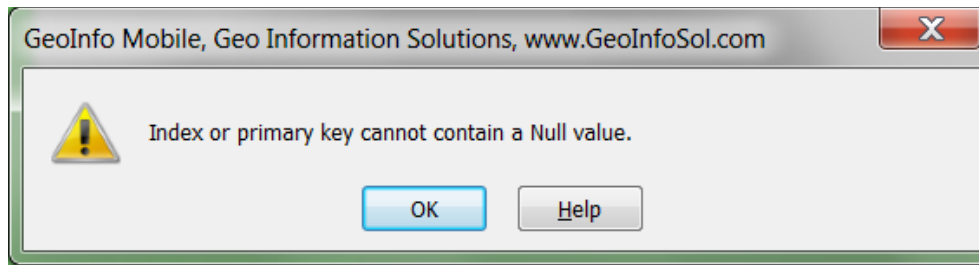 GeoInfo Mobile, Geo Information Solutions, www.GeoInfoSol.com
Index or primary key cannot contain a Null value.
OK Help